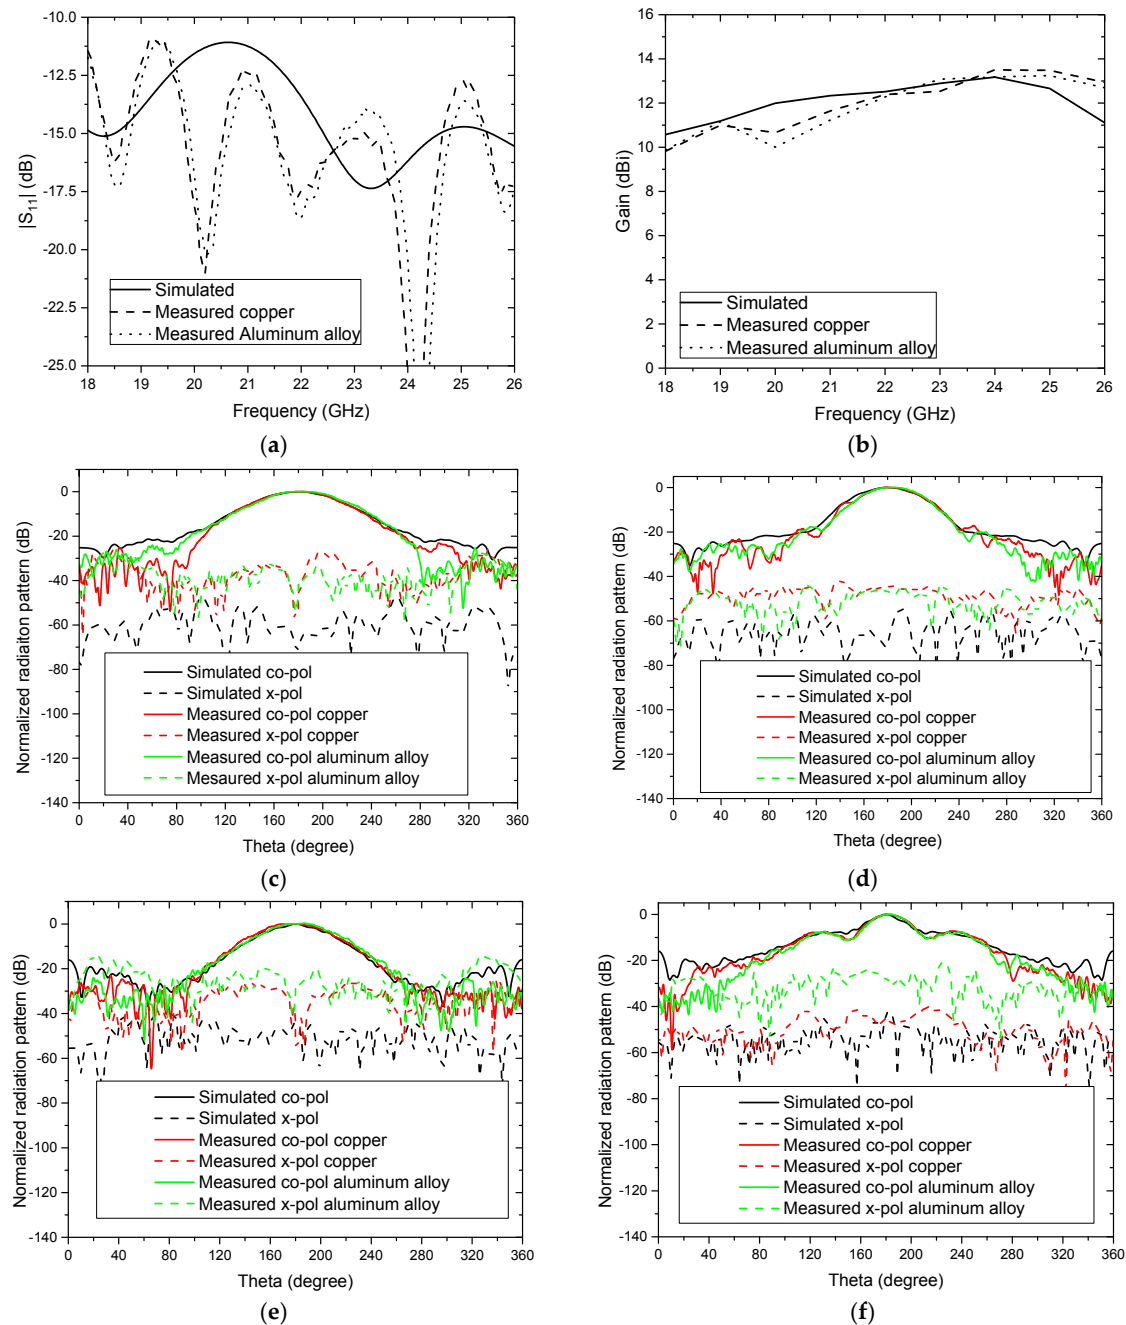 -10.0
-12.5
-15.0
-17.5
-20.0
-22.5
-25.0
|S11| (dB)
Simulated
Measured copper
Measured Aluminum alloy
18 19 20 21 22 23 24 25 26
Frequency (GHz)
(a)
16
14
12
10
8
6
4
2
0
Gain (dBi)
Simulated
Measured copper
Measured aluminum alloy
18 19 20 21 22 23 24 25 26
Frequency (GHz)
(b)
0
-20
-40
-60
-80
-100
-120
-140
Normalized radiaiton pattern (dB)
Simulated co-pol
Simulated x-pol
Measured co-pol copper
Measured x-pol copper
Measured co-pol aluminum alloy
Mesaured x-pol aluminum alloy
0 40 80 120 160 200 240 280 320 360
Theta (degree)
(c)
0
-20
-40
-60
-80
-100
-120
-140
Normalized radiation pattern (dB)
Simulated co-pol
Simulated x-pol
Measured co-pol copper
Measured x-pol copper
Measured co-pol aluminum alloy
Measured x-pol aluminum alloy
0 40 80 120 160 200 240 280 320 360
Theta (degree)
(d)
0
-20
-40
-60
-80
-100
-120
-140
Normalized radiation pattern (dB)
Simulated co-pol
Simulated x-pol
Measured co-pol copper
Measured x-pol copper
Measured co-pol aluminum alloy
Measured x-pol aluminum alloy
0 40 80 120 160 200 240 280 320 360
Theta (degree)
(e)
0
-20
-40
-60
-80
-100
-120
-140
Normalized radiation pattern (dB)
Simulated co-pol
Simulated x-pol
Measured co-pol copper
Measured x-pol copper
Measured co-pol aluminum alloy
Measured x-pol aluminum alloy
0 40 80 120 160 200 240 280 320 360
Theta (degree)
(f)